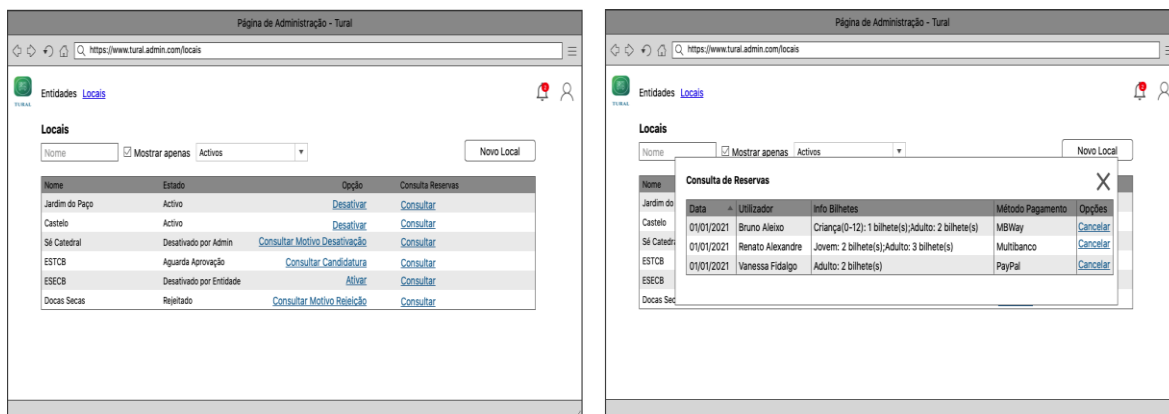 Página de Administração - Tural
https://www.tural.admin.com/locais
TURAL
Entidades Locais
2
Locais
Nome Mostrar apenas Activos Novo Local
Nome Estado Opção Consulta Reservas
Jardim do Paço Activo Desativar Consultar
Castelo Activo Desativar Consultar
Sé Catedral Desativado por Admin Consultar Motivo Desativação Consultar
ESTCB Aguarda Aprovação Consultar Candidatura Consultar
ESECB Desativado por Entidade Ativar Consultar
Docas Secas Rejeitado Consultar Motivo Rejeição Consultar
Página de Administração - Tural
https://www.tural.admin.com/locais
TURAL
Entidades Locais
2
Locais
Nome Mostrar apenas Activos Novo Local
Nome
Jardim do
Castelo
Sé Catedra
ESTCB
ESECB
Docas Sec
Consulta de Reservas X
Data Utilizador Info Bilhetes Método Pagamento Opções
01/01/2021 Bruno Aleixo Criança(0-12): 1 bilhete(s);Adulto: 2 bilhete(s) MBWay Cancelar
01/01/2021 Renato Alexandre Jovem: 2 bilhete(s);Adulto: 3 bilhete(s) Multibanco Cancelar
01/01/2021 Vanessa Fidalgo Adulto: 2 bilhete(s) PayPal Cancelar